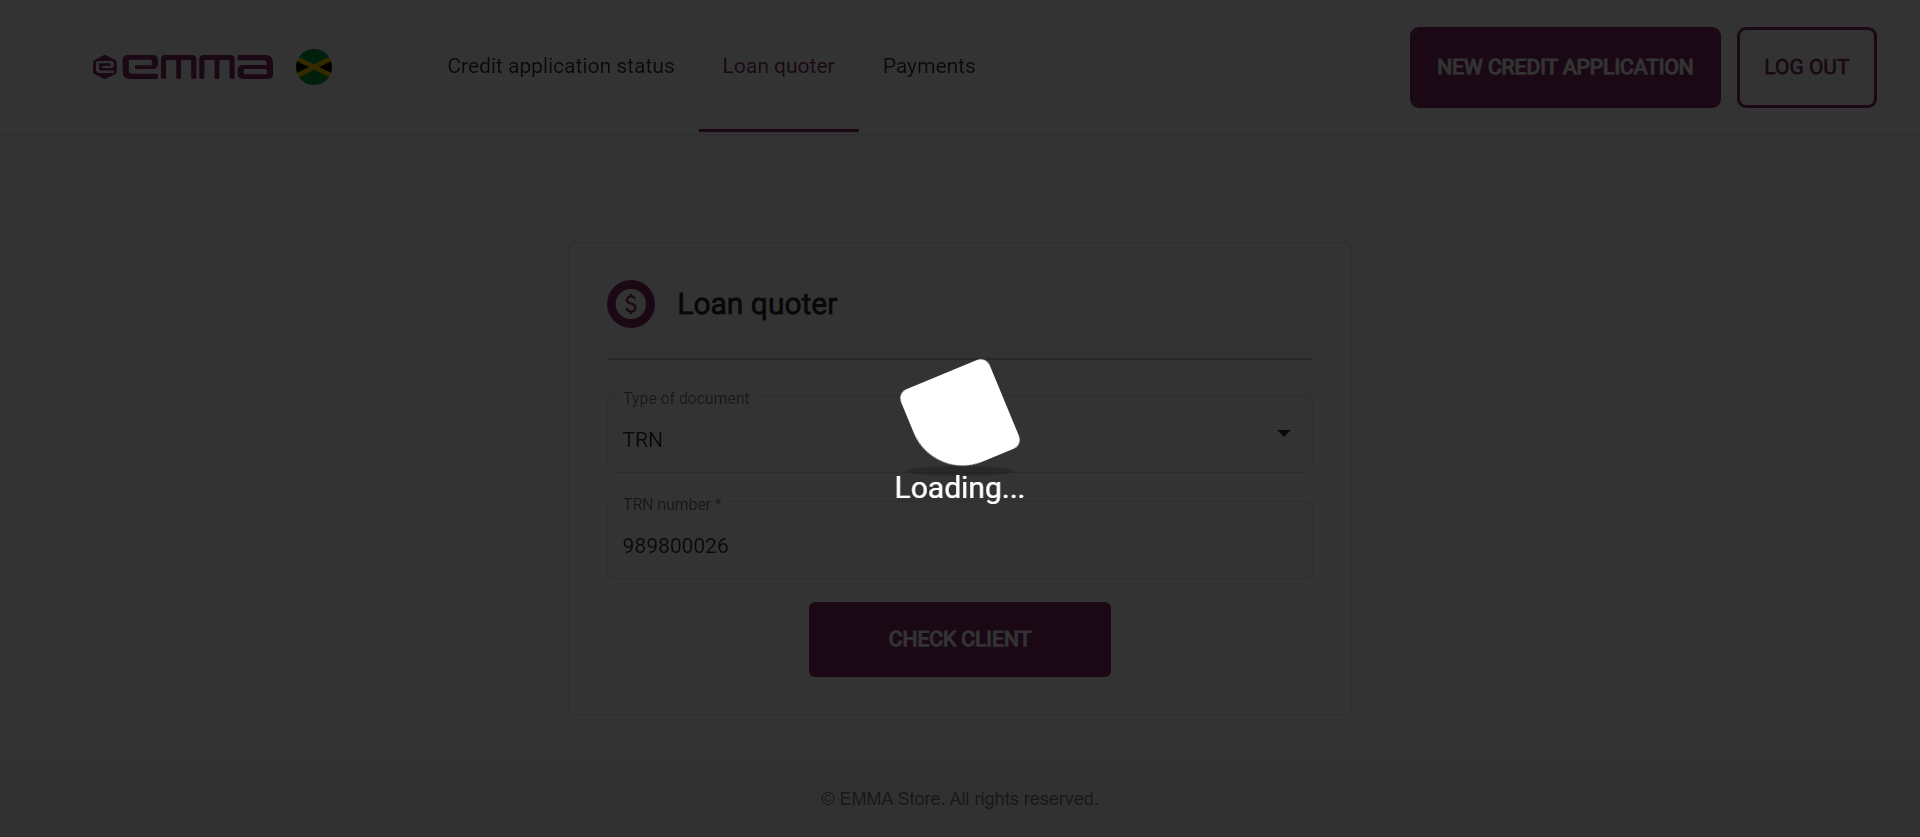 emma
Credit application status
Loan quoter
Payments
NEW CREDIT APPLICATION
LOG OUT
$ Loan quoter
Type of document
TRN
Loading...
TRN number *
989800026
CHECK CLIENT
© EMMA Store. All rights reserved.